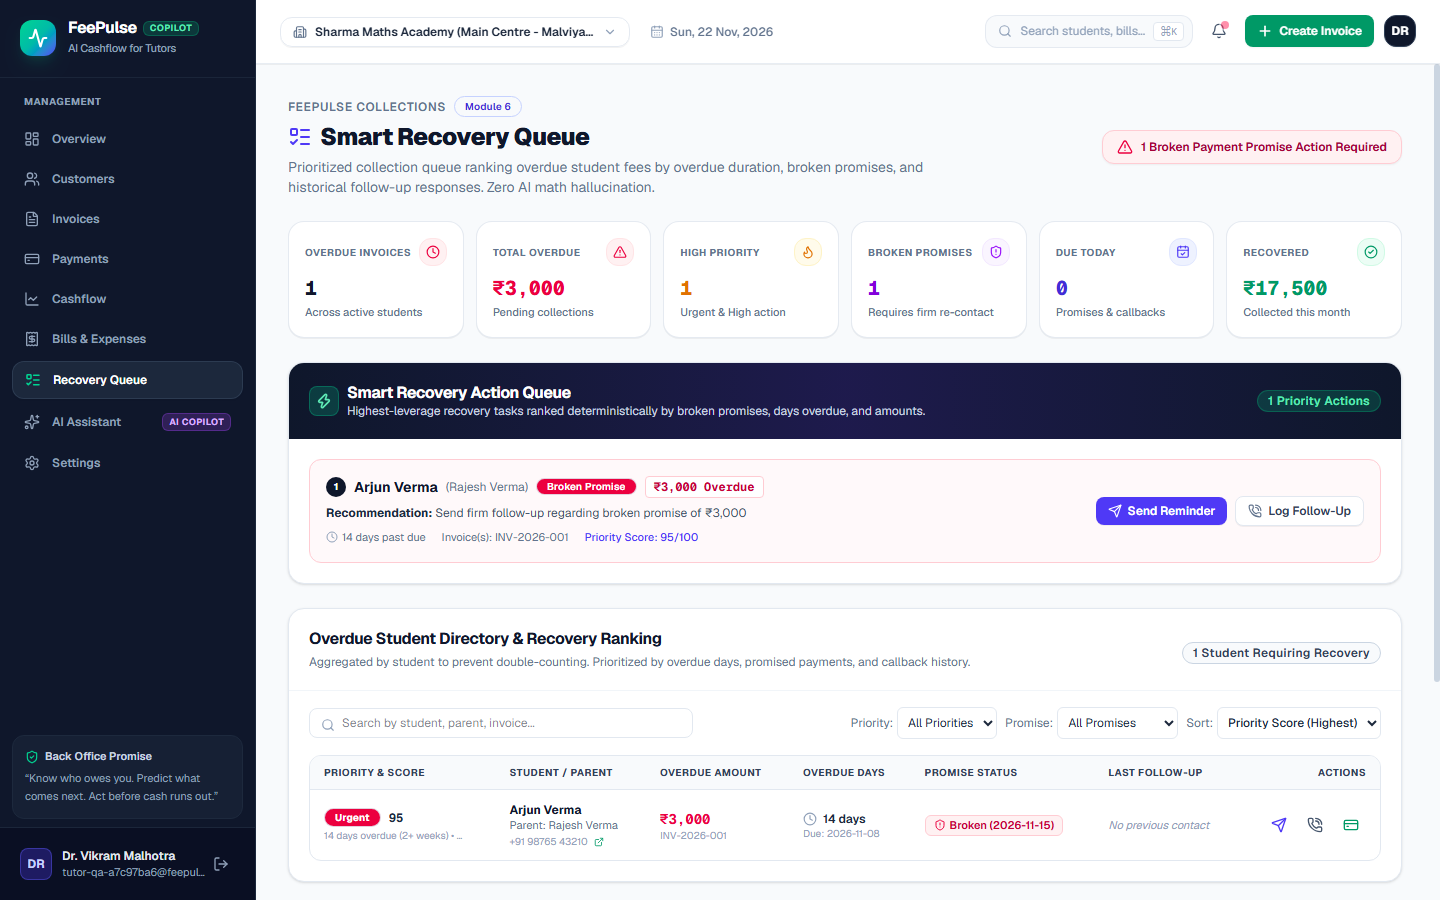 FeePulse COPILOT
AI Cashflow for Tutors
MANAGEMENT
Overview
Customers
Invoices
Payments
Cashflow
Bills & Expenses
Recovery Queue
AI Assistant AI COPILOT
Settings
Back Office Promise
“Know who owes you. Predict what
comes next. Act before cash runs out.”
DR
Dr. Vikram Malhotra
tutor-qa-a7c97ba6@feepul...
Sharma Maths Academy (Main Centre - Malviya...
Sun, 22 Nov, 2026
Search students, bills... ⌘K
Create Invoice
DR
FEEPULSE COLLECTIONS Module 6
Smart Recovery Queue
Prioritized collection queue ranking overdue student fees by overdue duration, broken promises, and
historical follow-up responses. Zero AI math hallucination.
1 Broken Payment Promise Action Required
OVERDUE INVOICES
1
Across active students
TOTAL OVERDUE
₹3,000
Pending collections
HIGH PRIORITY
1
Urgent & High action
BROKEN PROMISES
1
Requires firm re-contact
DUE TODAY
0
Promises & callbacks
RECOVERED
₹17,500
Collected this month
Smart Recovery Action Queue
Highest-leverage recovery tasks ranked deterministically by broken promises, days overdue, and amounts.
1 Priority Actions
1 Arjun Verma (Rajesh Verma) Broken Promise ₹3,000 Overdue
Recommendation: Send firm follow-up regarding broken promise of ₹3,000
14 days past due Invoice(s): INV-2026-001 Priority Score: 95/100
Send Reminder
Log Follow-Up
Overdue Student Directory & Recovery Ranking
Aggregated by student to prevent double-counting. Prioritized by overdue days, promised payments, and callback history.
1 Student Requiring Recovery
Search by student, parent, invoice...
Priority: All Priorities Promise: All Promises Sort: Priority Score (Highest)
PRIORITY & SCORE STUDENT / PARENT OVERDUE AMOUNT OVERDUE DAYS PROMISE STATUS LAST FOLLOW-UP ACTIONS
Urgent 95
14 days overdue (2+ weeks) • ...
Arjun Verma
Parent: Rajesh Verma
+91 98765 43210
₹3,000
INV-2026-001
14 days
Due: 2026-11-08
Broken (2026-11-15)
No previous contact